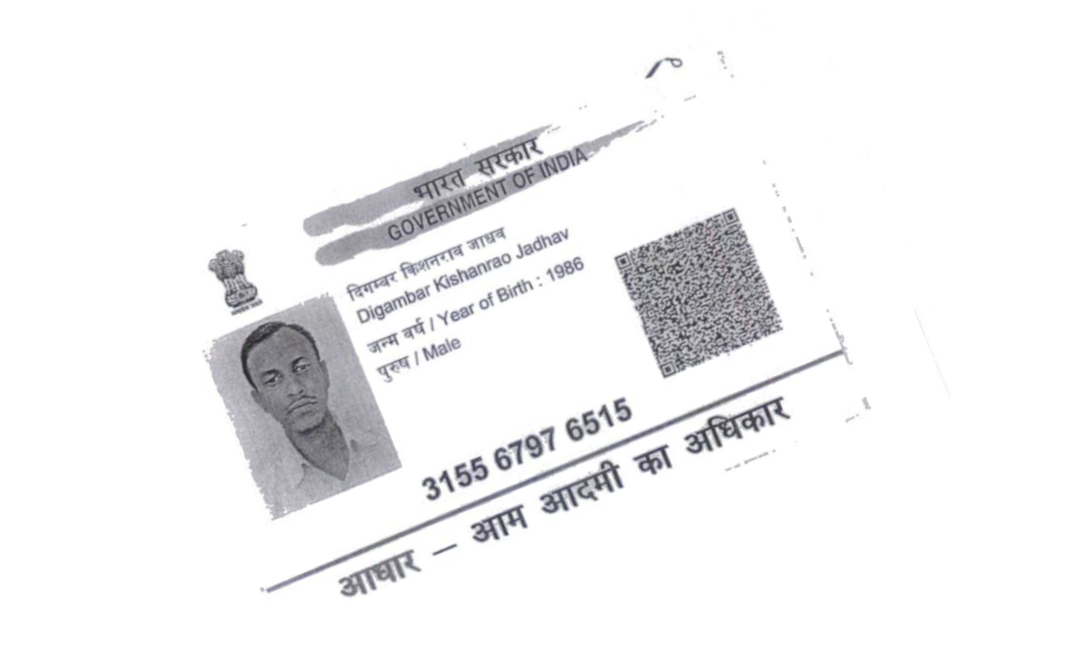 भारत सरकार
GOVERNMENT OF INDIA
दिगम्बर किशनराव जाधव
Digambar Kishanrao Jadhav
जन्म वर्ष / Year of Birth : 1986
पुरुष / Male
3155 6797 6515
आधार — आम आदमी का अधिकार